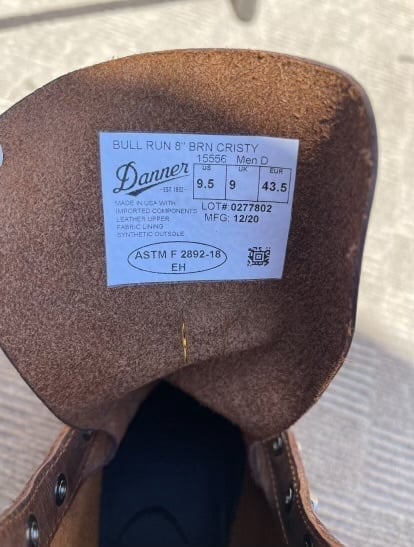 BULL RUN 8" BRN CRISTY
15556 Men D
Danner
EST. 1932
US UK EUR
9.5 9 43.5
MADE IN USA WITH
IMPORTED COMPONENTS
LEATHER UPPER
FABRIC LINING
SYNTHETIC OUTSOLE
LOT# 0277802
MFG: 12/20
ASTM F 2892-18
EH